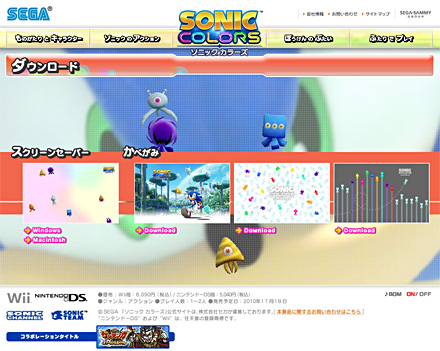 SEGA®
SONIC COLORS
ソニック カラーズ
会社情報 お問い合わせ サイトマップ
SEGA-SAMMY GROUP
ものがたり と キャラクター
ソニック の アクション
ぼうけん の ぶたい
ふたり で プレイ
ダウンロード
スクリーンセーバー
かべがみ
Windows
Macintosh
Download
Download
Download
Wii NINTENDO DS
●価格:Wii版:6,090円(税込)/ニンテンドーDS版:5,040円(税込)
●ジャンル:アクション ●プレイ人数:1~2人 ●発売予定日:2010年11月18日
♪BGM ON / OFF
SONIC CHANNEL
SONIC TEAM
©SEGA 『ソニック カラーズ』公式サイトは、株式会社セガが運営しております。[本製品に関するお問い合わせはこちら]
"ニンテンドーDS" および "Wii" は、任天堂の登録商標です。
コラボレーションタイトル